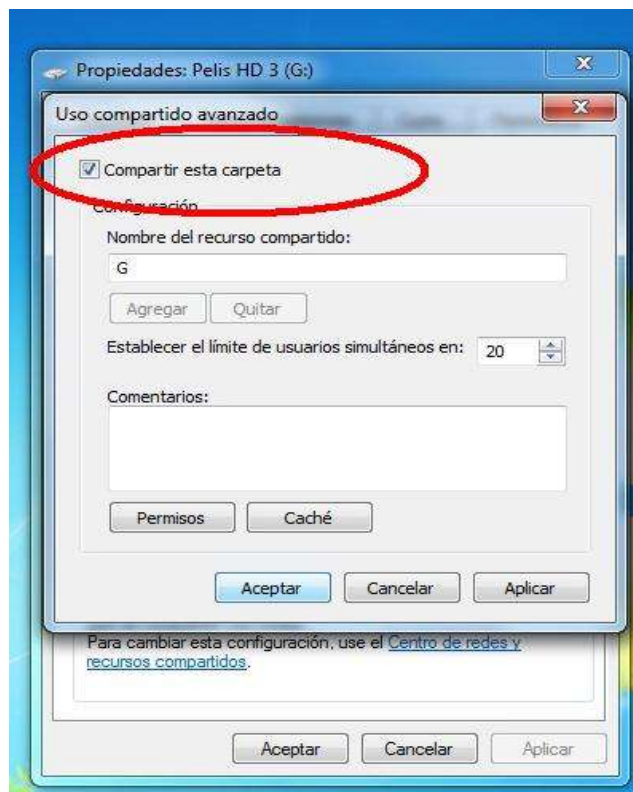 Propiedades: Pelis HD 3 (G:)
Uso compartido avanzado
Compartir esta carpeta
Configuración
Nombre del recurso compartido:
G
Agregar Quitar
Establecer el límite de usuarios simultáneos en: 20
Comentarios:
Permisos Caché
Aceptar Cancelar Aplicar
Para cambiar esta configuración, use el Centro de redes y
recursos compartidos.
Aceptar Cancelar Aplicar